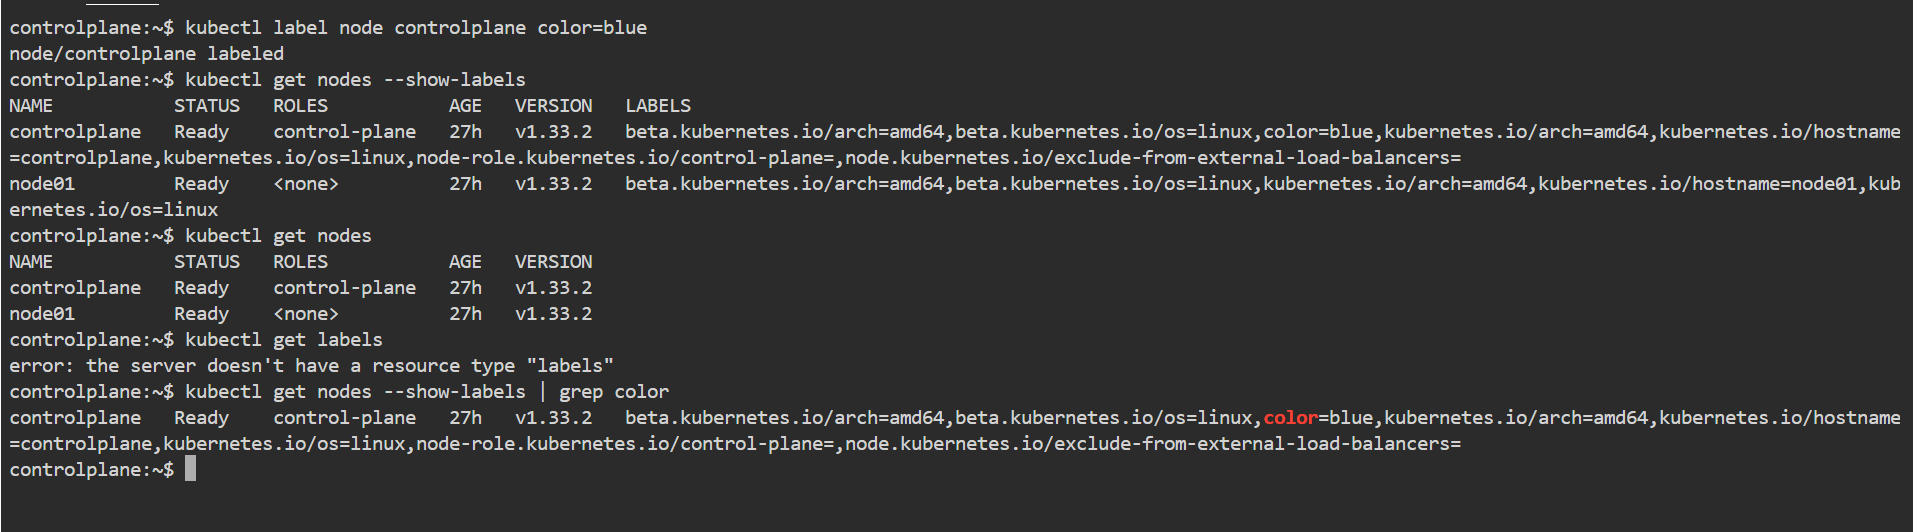 controlplane:~$ kubectl label node controlplane color=blue
node/controlplane labeled
controlplane:~$ kubectl get nodes --show-labels
NAME           STATUS   ROLES           AGE   VERSION   LABELS
controlplane   Ready    control-plane   27h   v1.33.2   beta.kubernetes.io/arch=amd64,beta.kubernetes.io/os=linux,color=blue,kubernetes.io/arch=amd64,kubernetes.io/hostname
=controlplane,kubernetes.io/os=linux,node-role.kubernetes.io/control-plane=,node.kubernetes.io/exclude-from-external-load-balancers=
node01         Ready    <none>          27h   v1.33.2   beta.kubernetes.io/arch=amd64,beta.kubernetes.io/os=linux,kubernetes.io/arch=amd64,kubernetes.io/hostname=node01,kub
ernetes.io/os=linux
controlplane:~$ kubectl get nodes
NAME           STATUS   ROLES           AGE   VERSION
controlplane   Ready    control-plane   27h   v1.33.2
node01         Ready    <none>          27h   v1.33.2
controlplane:~$ kubectl get labels
error: the server doesn't have a resource type "labels"
controlplane:~$ kubectl get nodes --show-labels | grep color
controlplane   Ready    control-plane   27h   v1.33.2   beta.kubernetes.io/arch=amd64,beta.kubernetes.io/os=linux,color=blue,kubernetes.io/arch=amd64,kubernetes.io/hostname
=controlplane,kubernetes.io/os=linux,node-role.kubernetes.io/control-plane=,node.kubernetes.io/exclude-from-external-load-balancers=
controlplane:~$